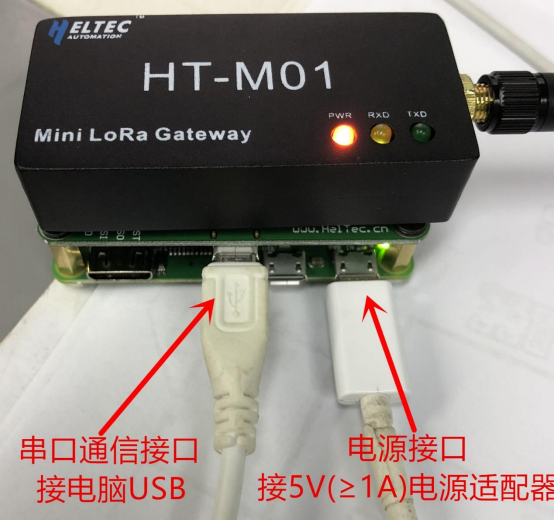 HELTEC
AUTOMATION
HT-M01
Mini LoRa Gateway
PWR RXD TXD
www.HelTec.cn
串口通信接口
接电脑USB
电源接口
接5V(≥1A)电源适配器